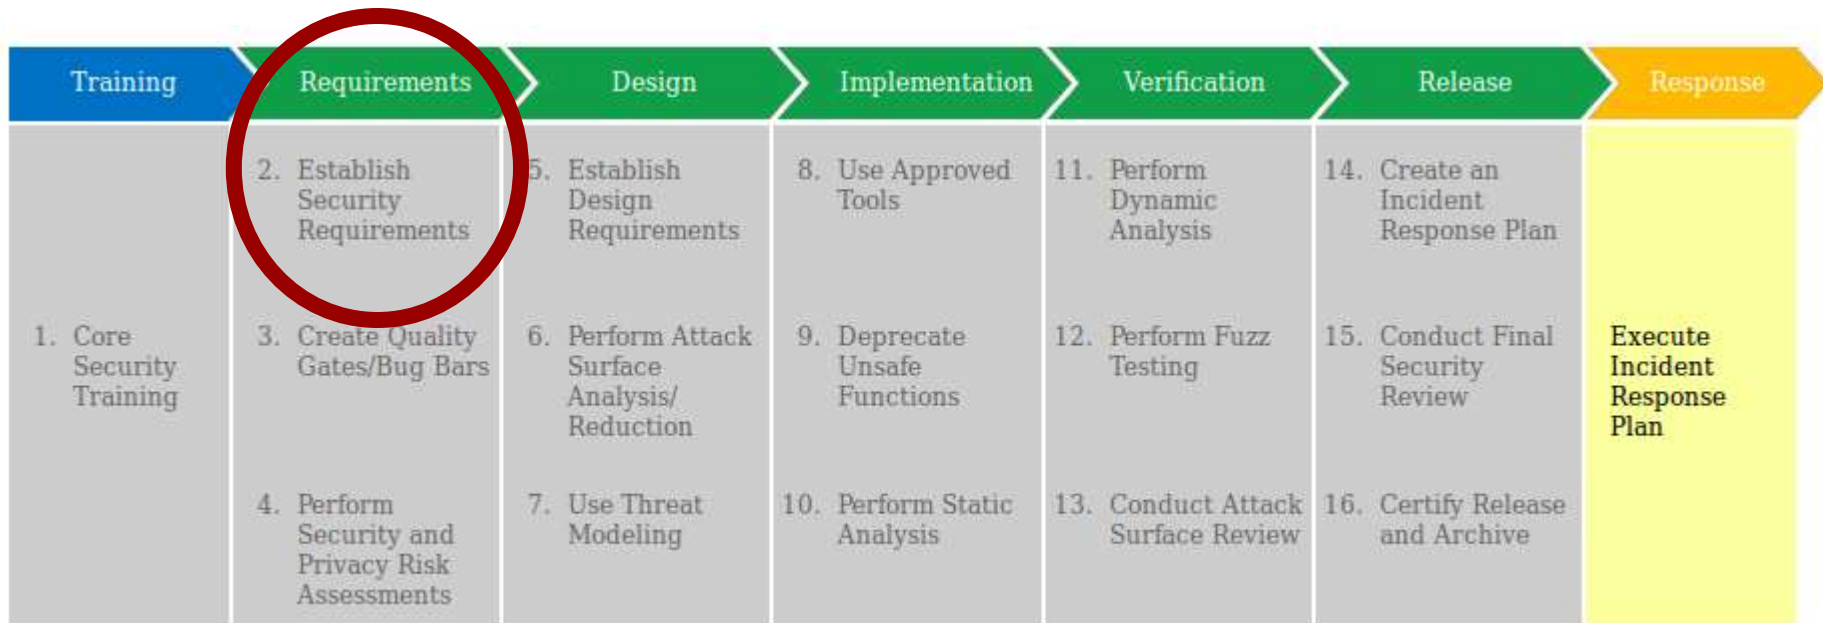 Training
Requirements
Design
Implementation
Verification
Release
Response
1. Core
Security
Training
2. Establish
Security
Requirements
3. Create Quality
Gates/Bug Bars
4. Perform
Security and
Privacy Risk
Assessments
5. Establish
Design
Requirements
6. Perform Attack
Surface
Analysis/
Reduction
7. Use Threat
Modeling
8. Use Approved
Tools
9. Deprecate
Unsafe
Functions
10. Perform Static
Analysis
11. Perform
Dynamic
Analysis
12. Perform Fuzz
Testing
13. Conduct Attack
Surface Review
14. Create an
Incident
Response Plan
15. Conduct Final
Security
Review
16. Certify Release
and Archive
Execute
Incident
Response
Plan